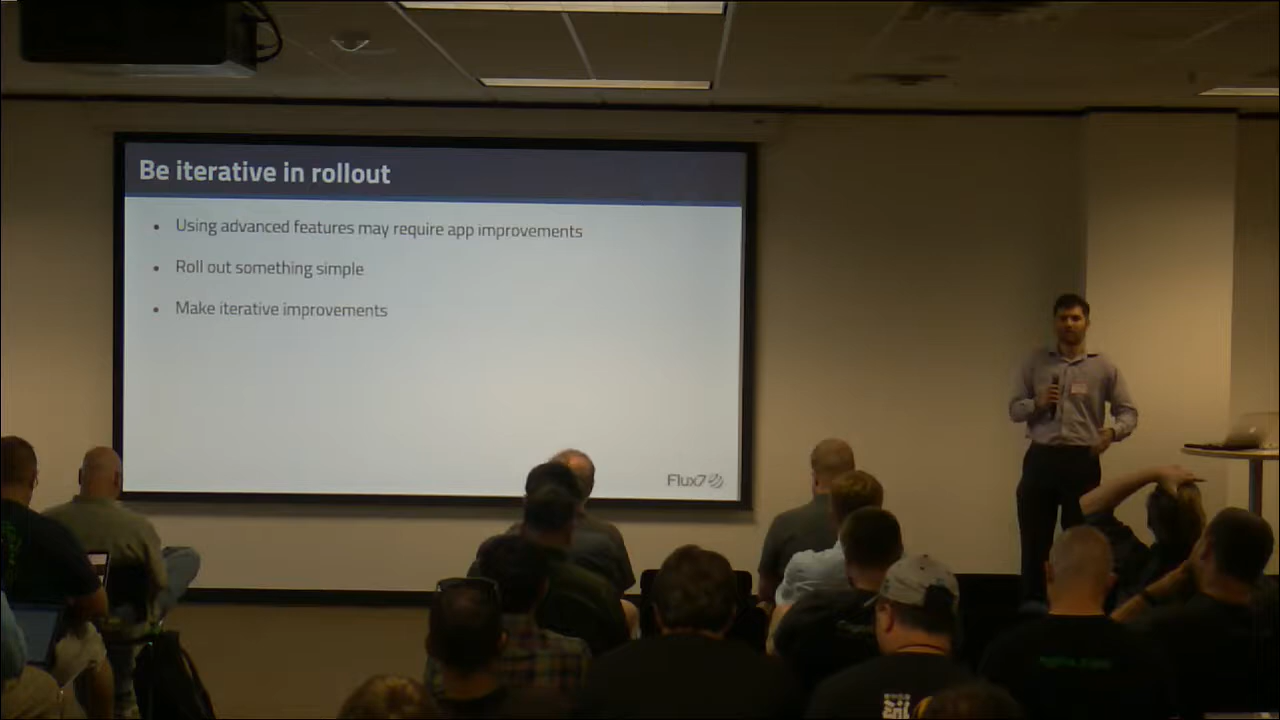 Be iterative in rollout
Using advanced features may require app improvements
Roll out something simple
Make iterative improvements
Flux7